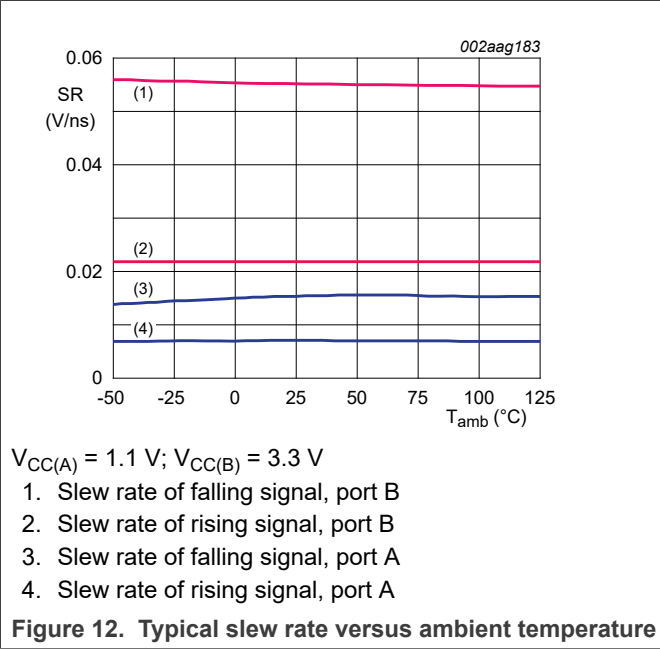 002aag183
0.06
SR
(V/ns)
(1)
0.04
(2)
0.02
(3)
(4)
0
-50 -25 0 25 50 75 100 125
Tamb (°C)
VCC(A) = 1.1 V; VCC(B) = 3.3 V
1. Slew rate of falling signal, port B
2. Slew rate of rising signal, port B
3. Slew rate of falling signal, port A
4. Slew rate of rising signal, port A
Figure 12. Typical slew rate versus ambient temperature